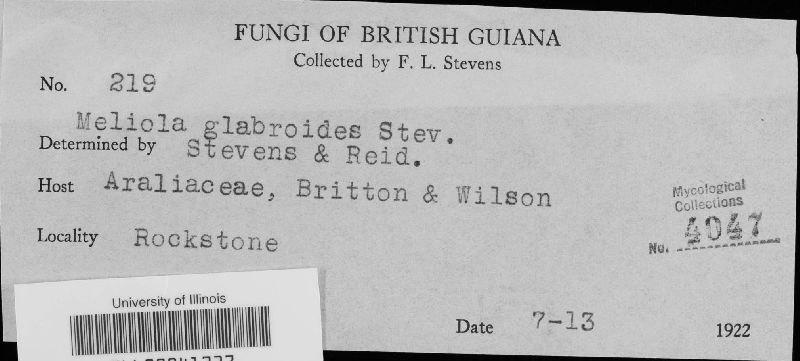 FUNGI OF BRITISH GUIANA
Collected by F. L. Stevens
No. 219
Meliola glabroides Stev.
Determined by Stevens & Reid.
Host Araliaceae, Britton & Wilson
Mycological
Collections
No. 4047
Locality Rockstone
University of Illinois
Date 7-13 1922